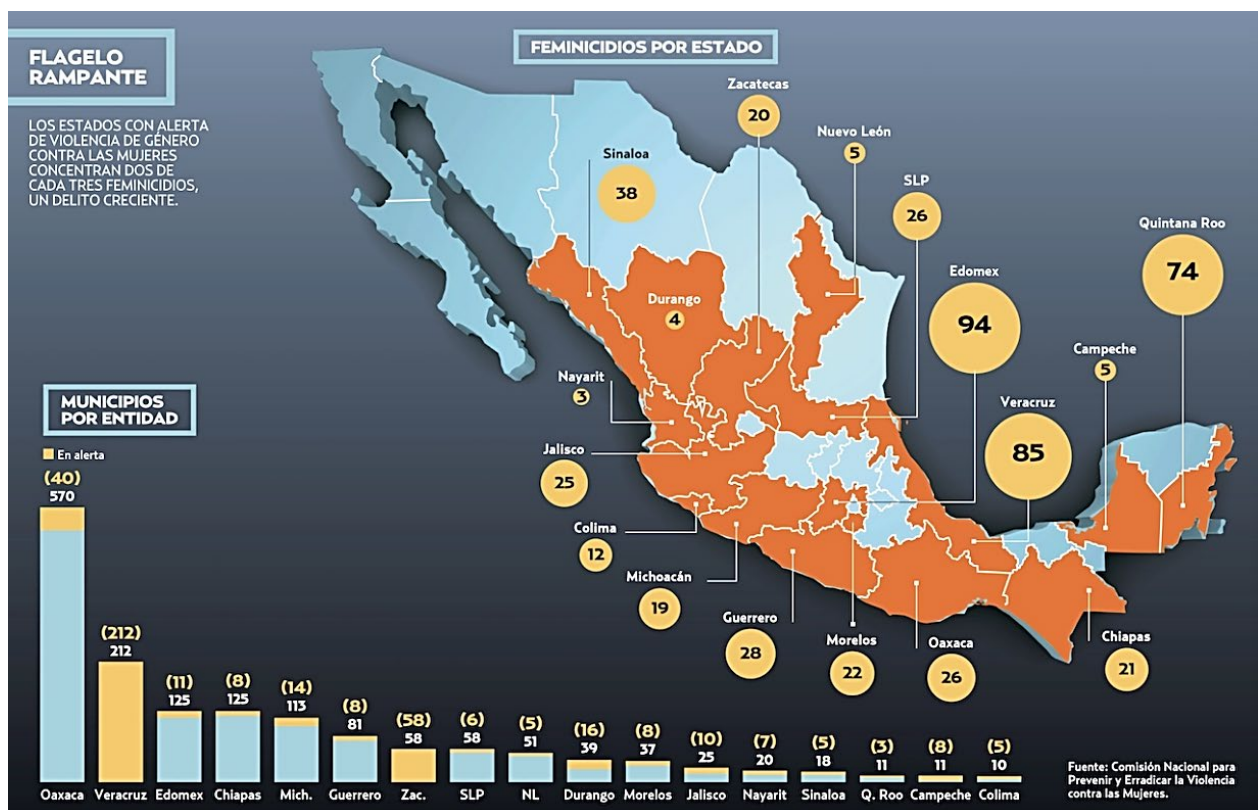 FLAGELO
RAMPANTE
LOS ESTADOS CON ALERTA
DE VIOLENCIA DE GÉNERO
CONTRA LAS MUJERES
CONCENTRAN DOS DE
CADA TRES FEMINICIDIOS,
UN DELITO CRECIENTE.
FEMINICIDIOS POR ESTADO
Zacatecas
20
Nuevo León
5
Sinaloa
38
SLP
26
Quintana Roo
74
Edomex
94
Durango
4
Campeche
5
Nayarit
3
Veracruz
85
Jalisco
25
Colima
12
Michoacán
19
Guerrero
28
Morelos
22
Oaxaca
26
Chiapas
21
MUNICIPIOS
POR ENTIDAD
En alerta
(40)
570
Oaxaca
(212)
212
Veracruz
(11)
125
Edomex
(8)
125
Chiapas
(14)
113
Mich.
(8)
81
Guerrero
(58)
58
Zac.
(6)
58
SLP
(5)
51
NL
(16)
39
Durango
(8)
37
Morelos
(10)
25
Jalisco
(7)
20
Nayarit
(5)
18
Sinaloa
(3)
11
Q. Roo
(8)
11
Campeche
(5)
10
Colima
Fuente: Comisión Nacional para
Prevenir y Erradicar la Violencia
contra las Mujeres.